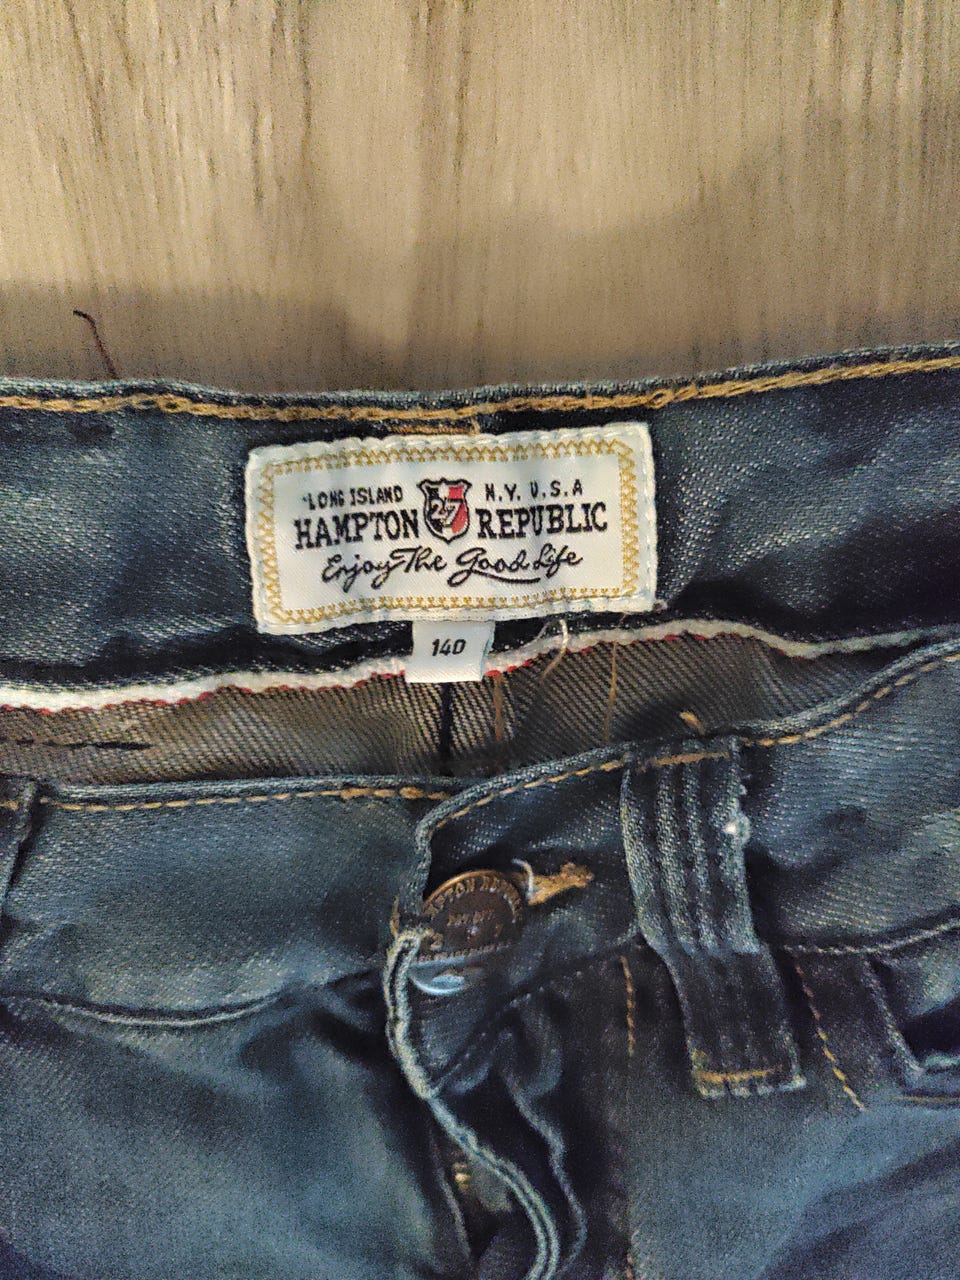 LONG ISLAND N.Y. U.S.A
HAMPTON 27 REPUBLIC
Enjoy The Good Life
140